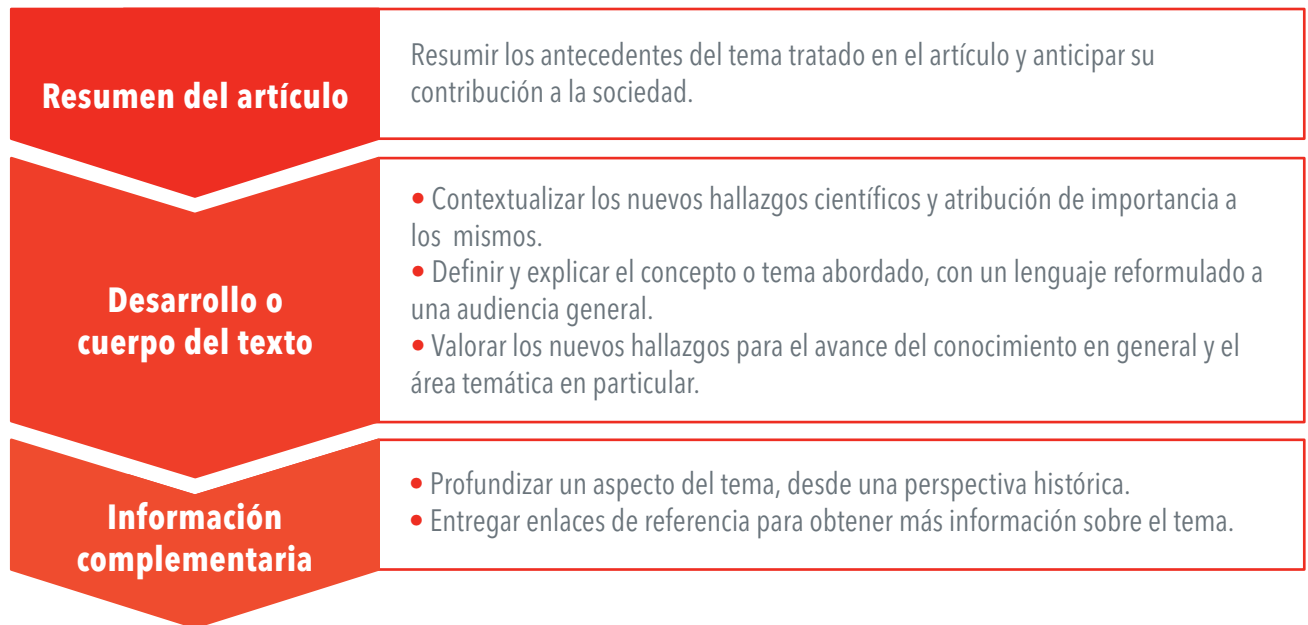 Resumen del artículo
Resumir los antecedentes del tema tratado en el artículo y anticipar su
contribución a la sociedad.
Desarrollo o
cuerpo del texto
• Contextualizar los nuevos hallazgos científicos y atribución de importancia a
los mismos.
• Definir y explicar el concepto o tema abordado, con un lenguaje reformulado a
una audiencia general.
• Valorar los nuevos hallazgos para el avance del conocimiento en general y el
área temática en particular.
Información
complementaria
• Profundizar un aspecto del tema, desde una perspectiva histórica.
• Entregar enlaces de referencia para obtener más información sobre el tema.